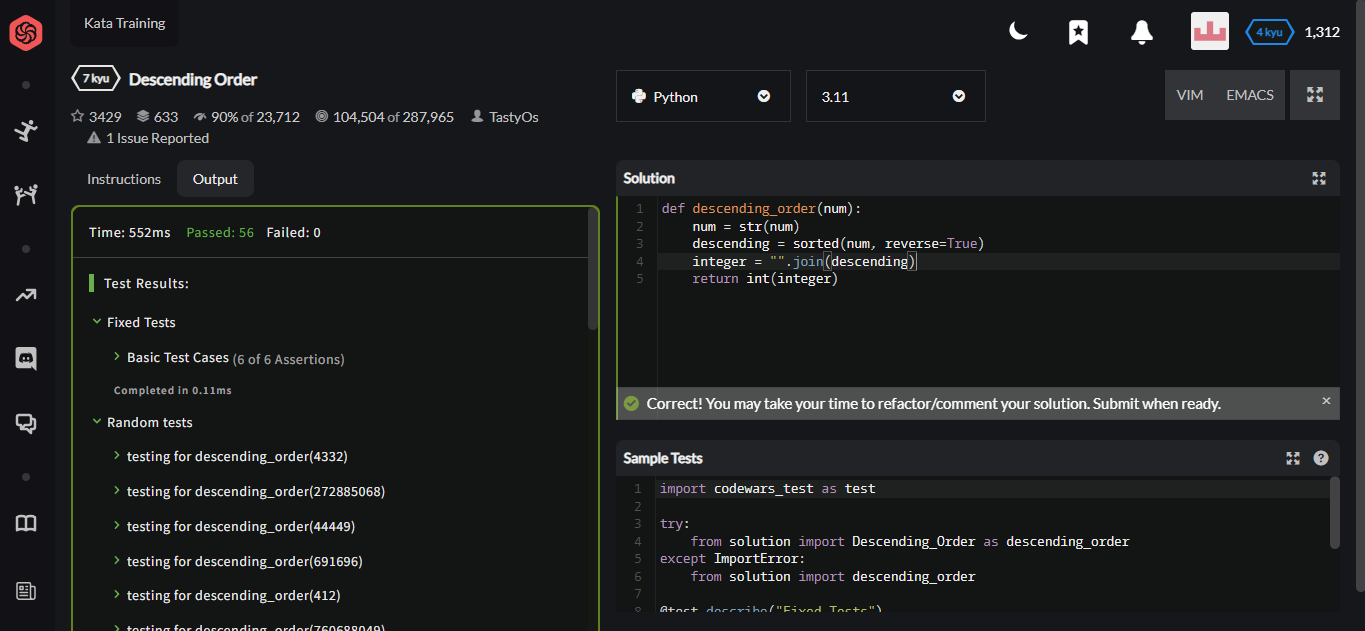 Kata Training
4 kyu 1,312
7 kyu Descending Order
3429 633 90% of 23,712 104,504 of 287,965 TastyOs
1 Issue Reported
Python 3.11 VIM EMACS
Instructions Output
Time: 552ms Passed: 56 Failed: 0
Test Results:
Fixed Tests
Basic Test Cases (6 of 6 Assertions)
Completed in 0.11ms
Random tests
testing for descending_order(4332)
testing for descending_order(272885068)
testing for descending_order(44449)
testing for descending_order(691696)
testing for descending_order(412)
testing for descending_order(760688049)
Solution
1 def descending_order(num):
2 num = str(num)
3 descending = sorted(num, reverse=True)
4 integer = "".join(descending)
5 return int(integer)
Correct! You may take your time to refactor/comment your solution. Submit when ready. ×
Sample Tests ?
1 import codewars_test as test
2
3 try:
4 from solution import Descending_Order as descending_order
5 except ImportError:
6 from solution import descending_order
7
8 @test.describe("Fixed Tests")